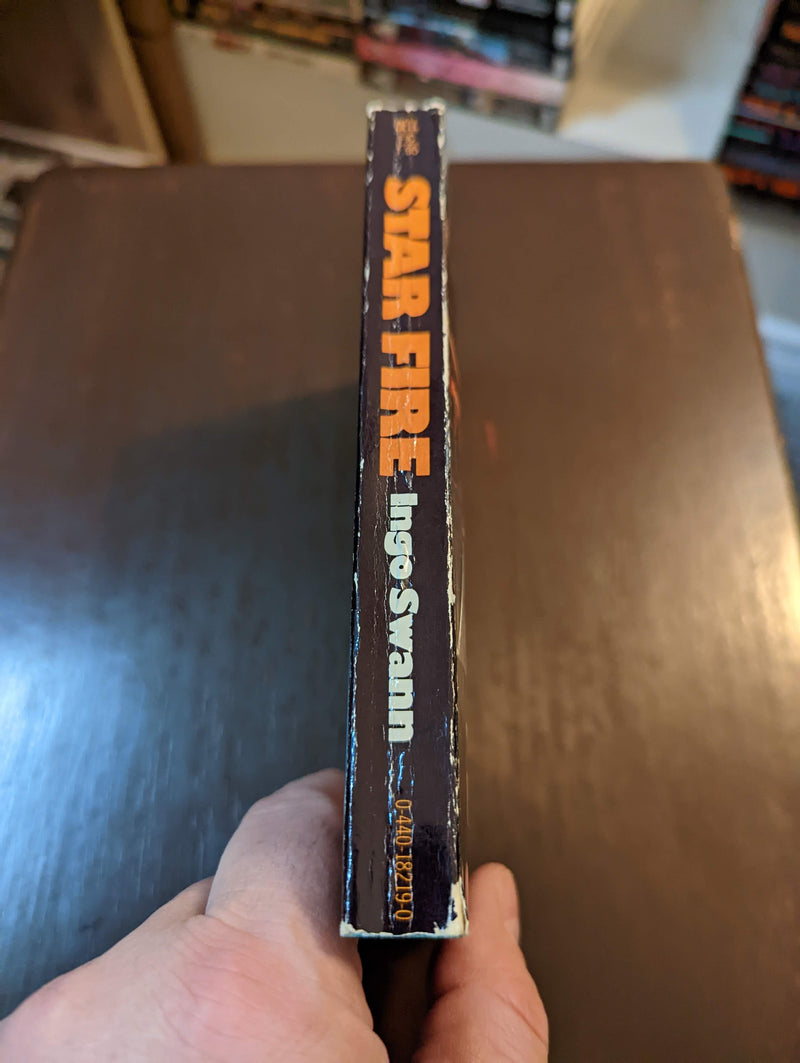 STAR FIRE
Ingo Swann
0-440-18219-0